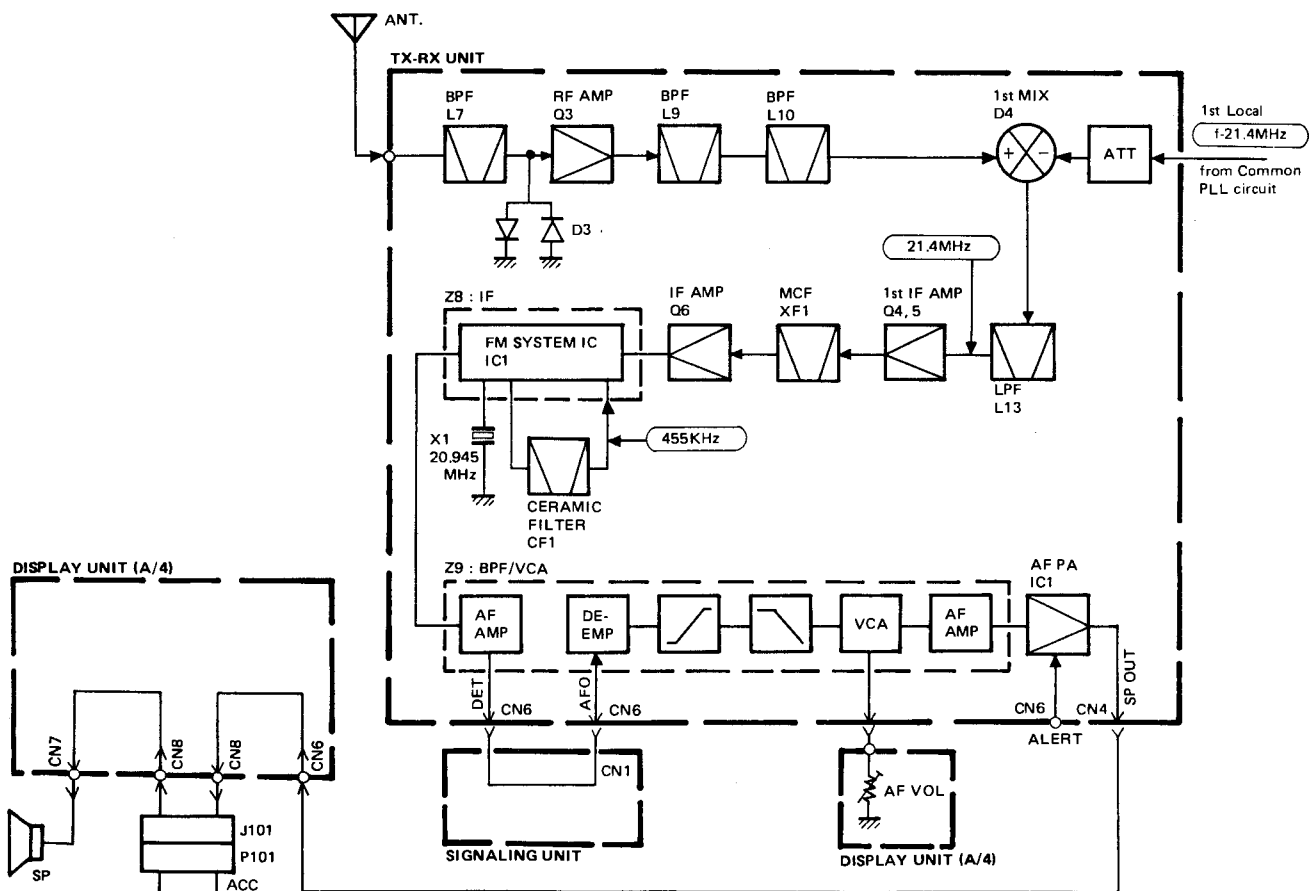 ANT.
TX-RX UNIT
BPF
L7
RF AMP
Q3
BPF
L9
BPF
L10
1st MIX
D4
1st Local
f-21.4MHz
+
-
ATT
from Common
PLL circuit
D3
21.4MHz
Z8 : IF
IF AMP
Q6
MCF
XF1
1st IF AMP
Q4, 5
FM SYSTEM IC
IC1
LPF
L13
X1
20.945
MHz
455KHz
CERAMIC
FILTER
CF1
DISPLAY UNIT (A/4)
Z9 : BPF/VCA
AF PA
IC1
AF
AMP
DE-
EMP
VCA
AF
AMP
DET
AFO
SP OUT
CN6
CN6
CN6
CN4
ALERT
CN7
CN8
CN8
CN6
CN1
AF VOL
J101
P101
SP
ACC
SIGNALING UNIT
DISPLAY UNIT (A/4)